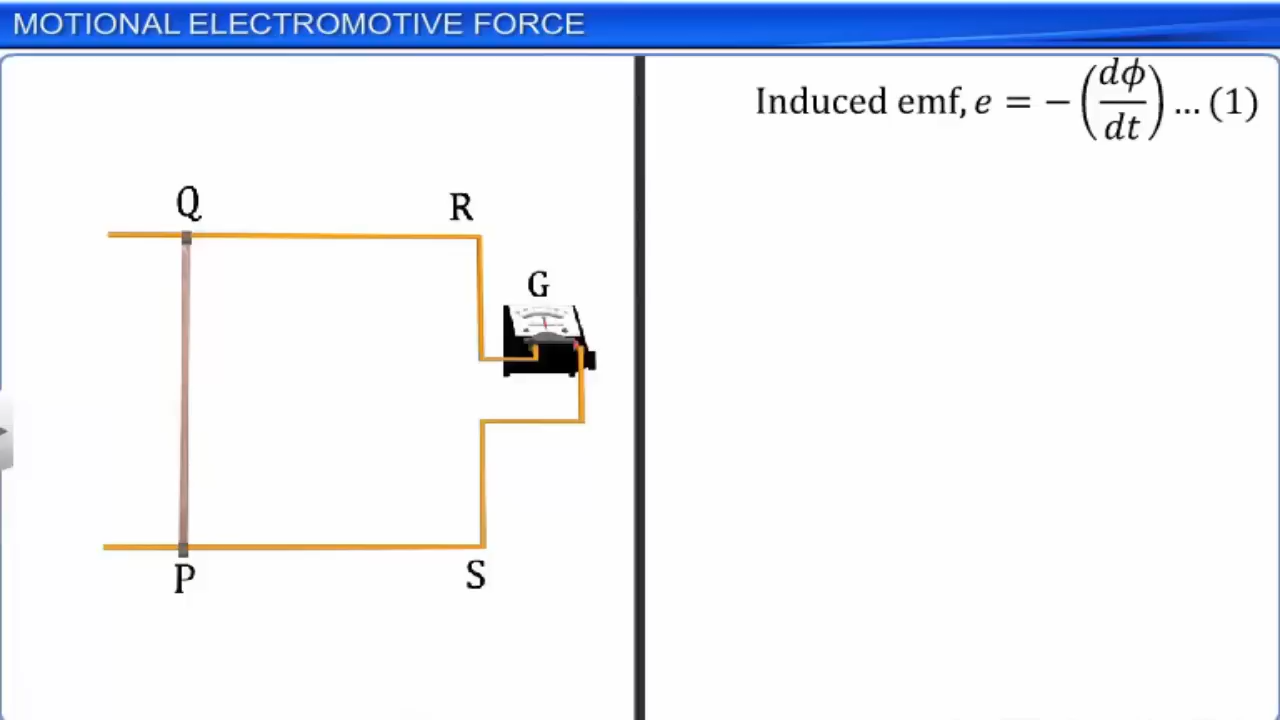 MOTIONAL ELECTROMOTIVE FORCE
Induced emf, e = −(dϕ/dt) ... (1)
Q
R
G
P
S